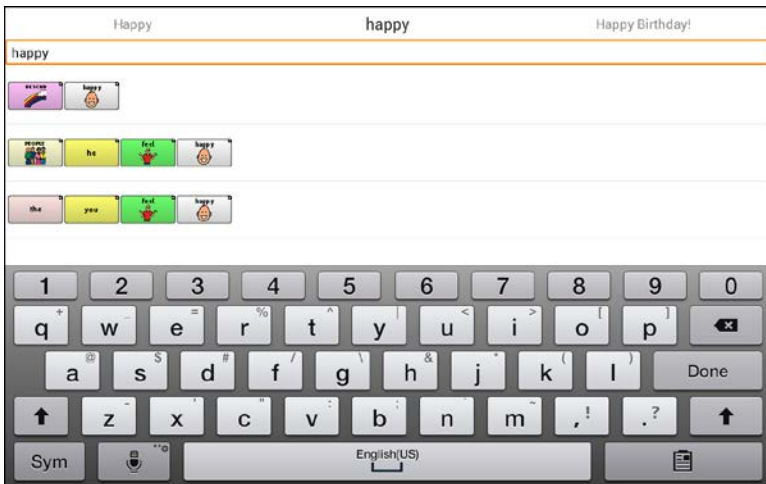 Happy happy Happy Birthday!
happy
happy
PEOPLE he feel happy
the you feel happy
1 2 3 4 5 6 7 8 9 0
q + w _ e = r % t ^ y | u < i > o [ p ]
a @ s $ d # f / g \ h & j * k ( l ) Done
z - x ' c " v : b ; n m ~ , ! . ?
Sym English(US)